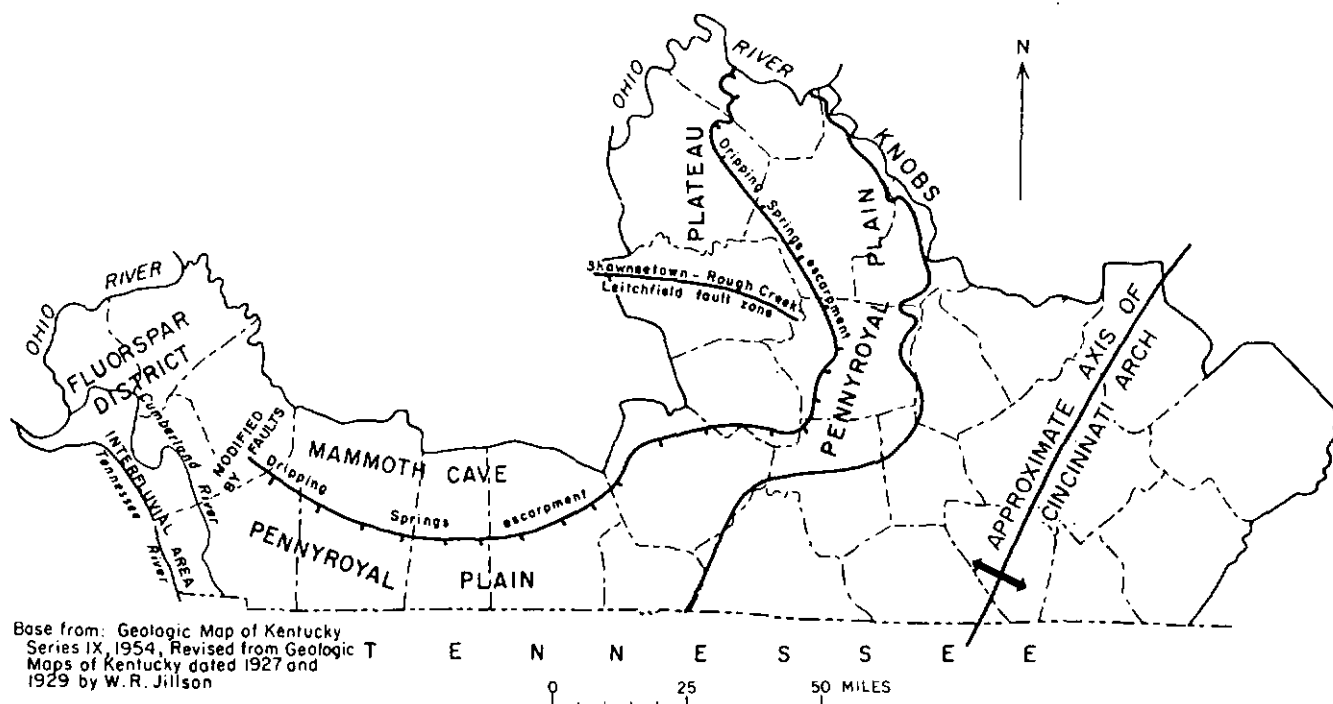 OHIO RIVER
N
KNOBS
PLATEAU
Dripping Springs escarpment
PLAIN
Shawneetown - Rough Creek
Leitchfield fault zone
OHIO RIVER
FLUORSPAR
DISTRICT
Cumberland River
MODIFIED
BY FAULTS
INTERFLUVIAL AREA
Tennessee River
MAMMOTH CAVE
Dripping Springs escarpment
PENNYROYAL PLAIN
PENNYROYAL
APPROXIMATE AXIS OF
CINCINNATI ARCH
TENNESSEE
Base from: Geologic Map of Kentucky
Series IX, 1954, Revised from Geologic
Maps of Kentucky dated 1927 and
1929 by W.R. Jillson
0 25 50 MILES